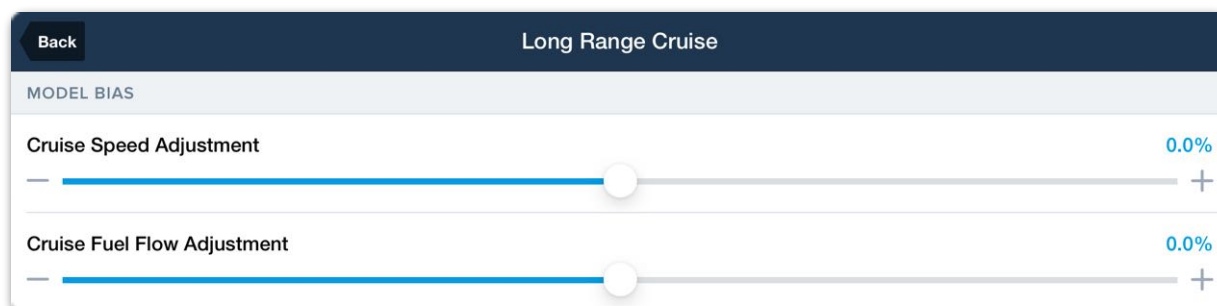 Back
Long Range Cruise
MODEL BIAS
Cruise Speed Adjustment 0.0%
Cruise Fuel Flow Adjustment 0.0%